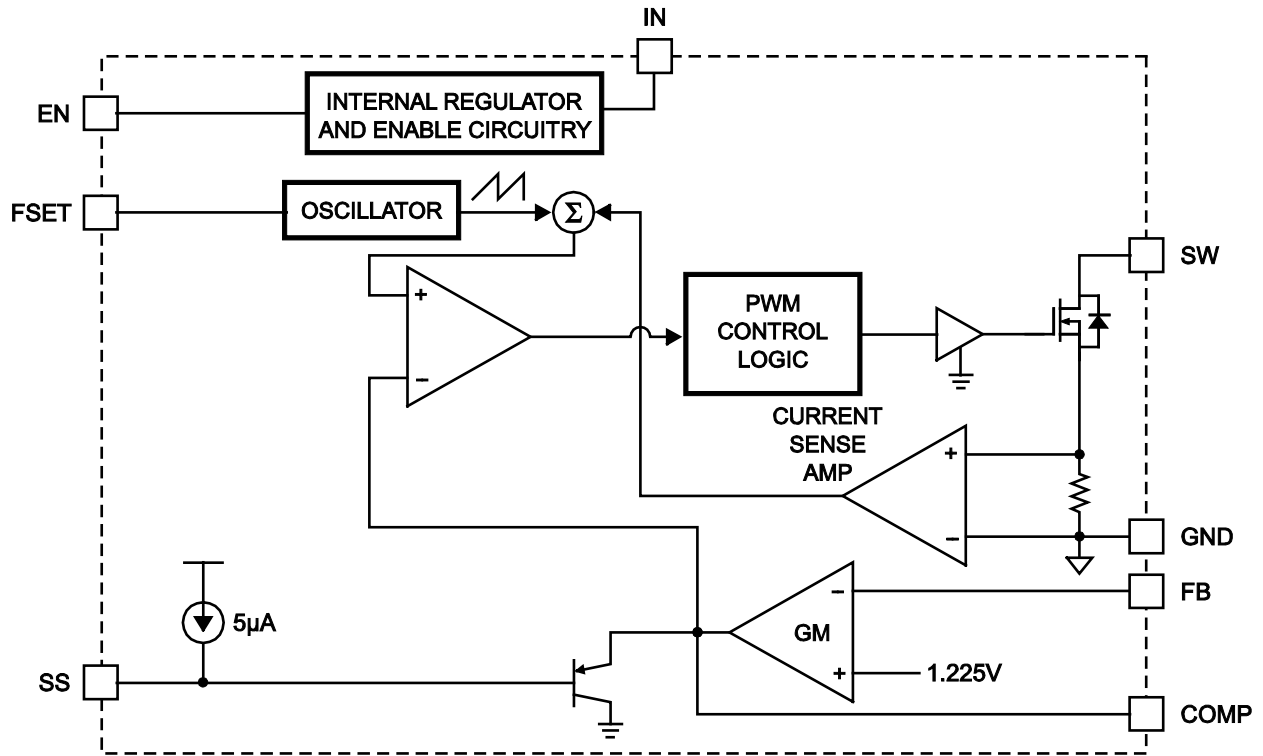 IN
EN
INTERNAL REGULATOR
AND ENABLE CIRCUITRY
FSET
OSCILLATOR
Σ
SW
+
−
PWM
CONTROL
LOGIC
CURRENT
SENSE
AMP
+
−
GND
FB
−
GM
+
1.225V
5µA
SS
COMP